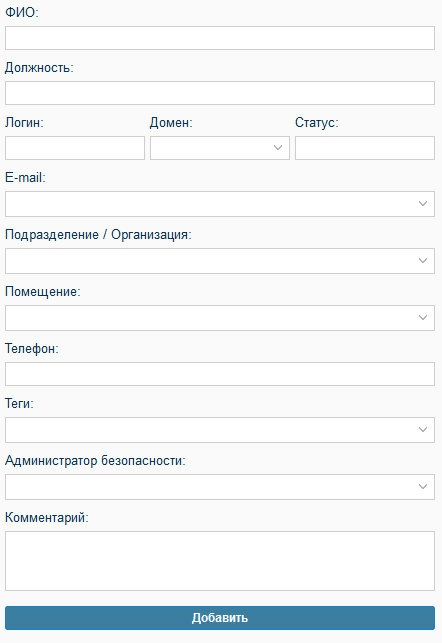 ФИО:
Должность:
Логин: Домен: Статус:
E-mail:
Подразделение / Организация:
Помещение:
Телефон:
Теги:
Администратор безопасности:
Комментарий:
Добавить